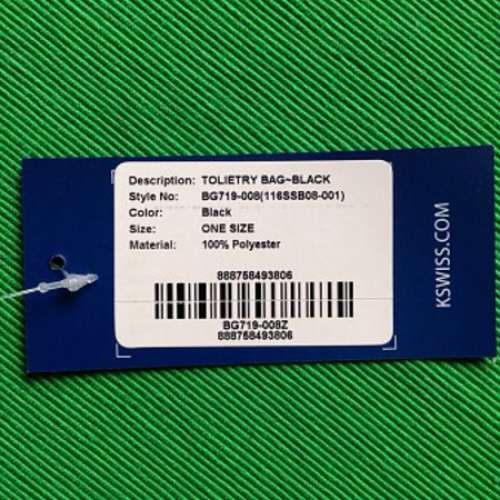 Description: TOLIETRY BAG~BLACK
Style No: BG719-008(116SSB08-001)
Color: Black
Size: ONE SIZE
Material: 100% Polyester
888758493806
BG719-008Z
888758493806
KSWISS.COM